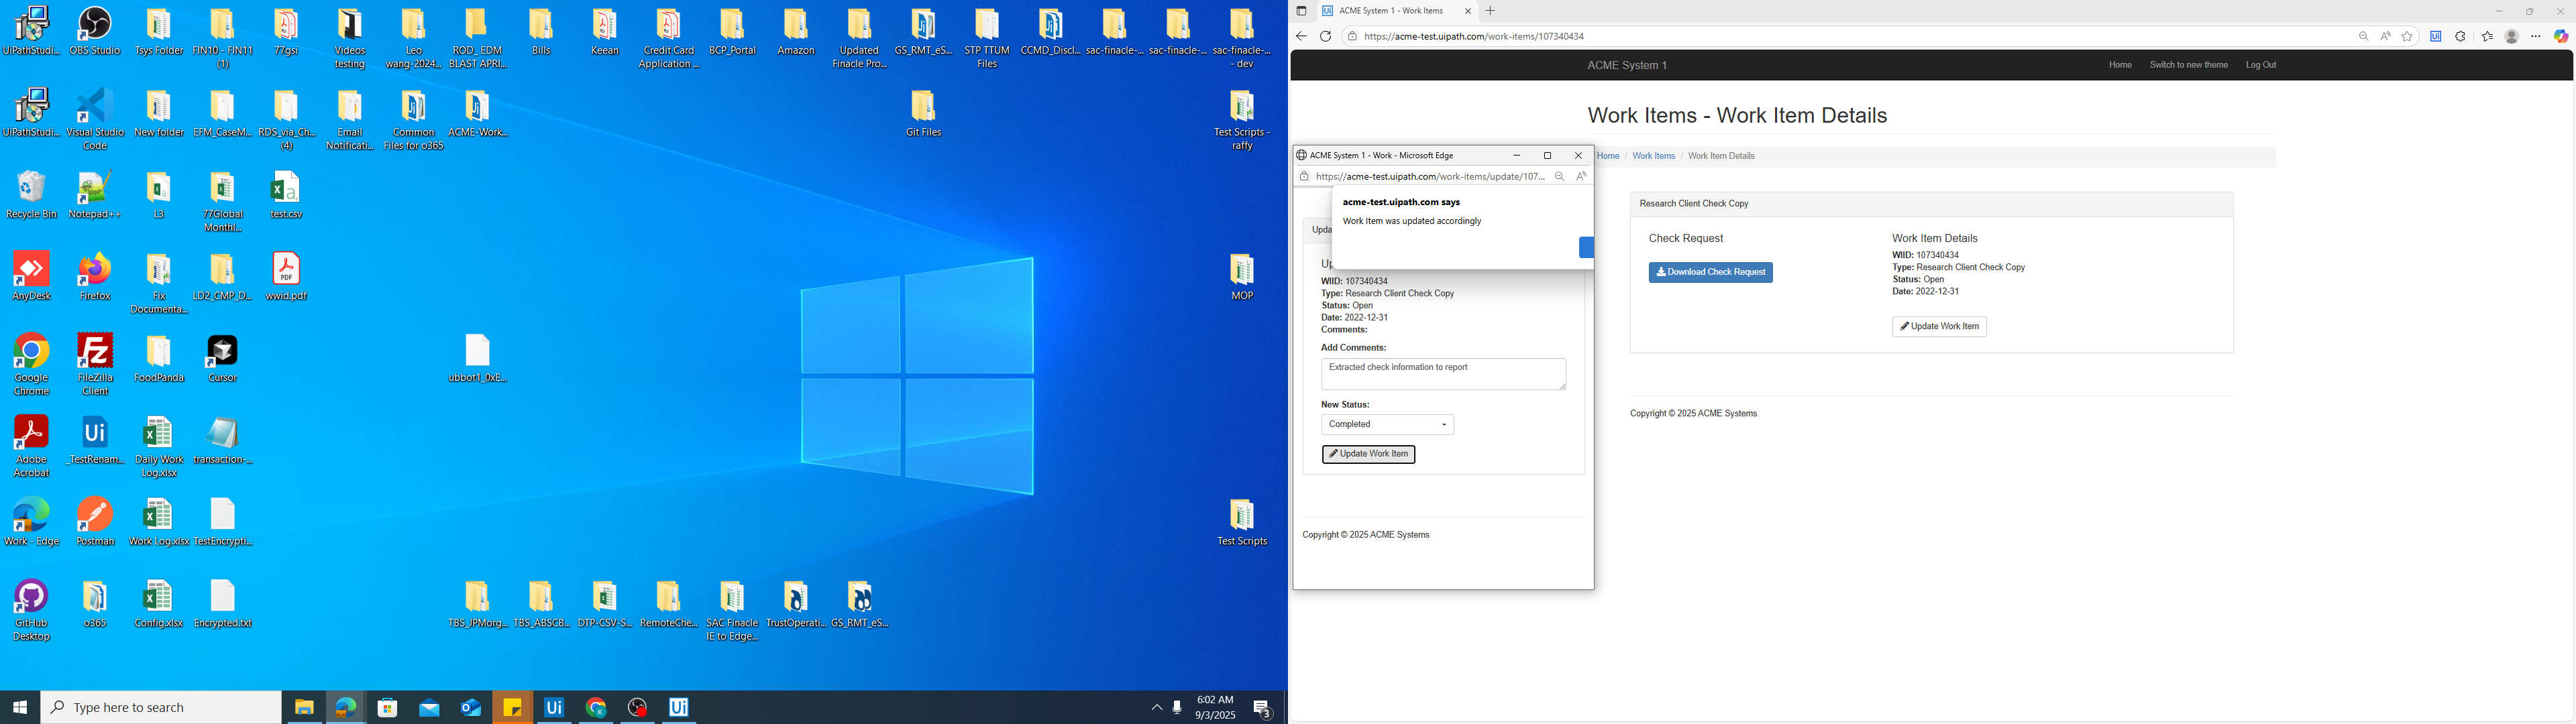 UiPathStudi...
OBS Studio
Tsys Folder
FIN10 - FIN11
(1)
77gsi
Videos
testing
Leo
wang-2024...
ROD_ EDM
BLAST APRI...
Bills
Keean
Credit Card
Application ...
BCP_Portal
Amazon
Updated
Finacle Pro...
GS_RMT_eS...
STP TTUM
Files
CCMD_Discl...
sac-finacle-...
sac-finacle-...
sac-finacle-...
- dev
UiPathStudi...
Visual Studio
Code
New folder
EFM_CaseM...
RDS_via_Ch...
(4)
Email
Notificati...
Common
Files for o365
ACME-Work...
Git Files
Test Scripts -
raffy
Recycle Bin
Notepad++
L3
77Global
Monthl...
test.csv
AnyDesk
Firefox
Fix
Documenta...
LD2_CMP_D...
wwid.pdf
MOP
Google
Chrome
FileZilla
Client
FoodPanda
Cursor
ubbot1_0xE...
Adobe
Acrobat
_TestRenam...
Daily Work
Log.xlsx
transaction-...
Work - Edge
Postman
Work Log.xlsx
TestEncrypti...
Test Scripts
GitHub
Desktop
o365
Config.xlsx
Encrypted.txt
TBS_JPMorg...
TBS_ABSCB...
DTP-CSV-S...
RemoteChe...
SAC Finacle
IE to Edge...
TrustOperati...
GS_RMT_eS...
Type here to search
6:02 AM
9/3/2025
3
ACME System 1 - Work Items
https://acme-test.uipath.com/work-items/107340434
ACME System 1
Home
Switch to new theme
Log Out
Work Items - Work Item Details
Home / Work Items / Work Item Details
Research Client Check Copy
Check Request
Download Check Request
Work Item Details
WIID: 107340434
Type: Research Client Check Copy
Status: Open
Date: 2022-12-31
Update Work Item
Copyright © 2025 ACME Systems
ACME System 1 - Work - Microsoft Edge
https://acme-test.uipath.com/work-items/update/107...
acme-test.uipath.com says
Work Item was updated accordingly
Upda
Up
WIID: 107340434
Type: Research Client Check Copy
Status: Open
Date: 2022-12-31
Comments:
Add Comments:
Extracted check information to report
New Status:
Completed
Update Work Item
Copyright © 2025 ACME Systems